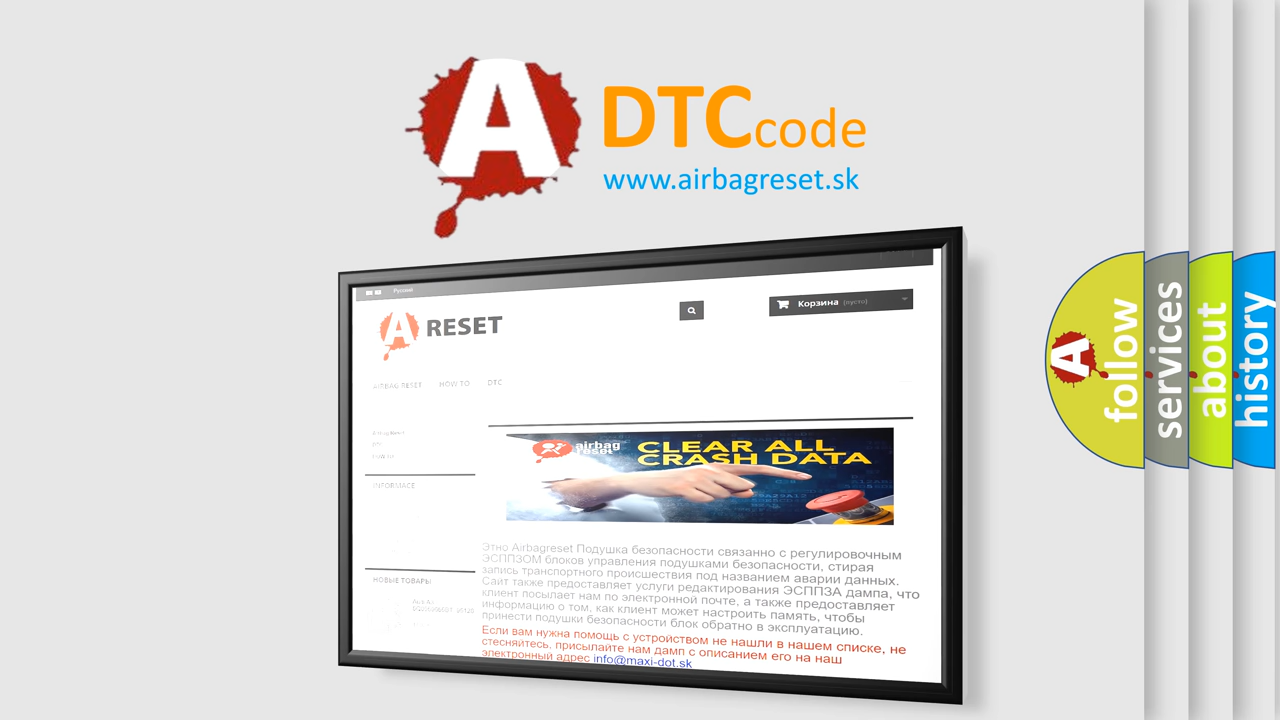 A DTCcode
www.airbagreset.sk
Русский
A RESET
Корзина (пусто)
AIRBAG RESET HOW TO DTC
INFORMACE
НОВЫЕ ТОВАРЫ
airbag
reset
CLEAR ALL
CRASH DATA
Этно Airbagreset Подушка безопасности связанно с регулировочным
ЭСППЗОМ блоков управления подушками безопасности, стирая
запись транспортного происшествия под названием аварии данных.
Сайт также предоставляет услуги редактирования ЭСППЗА дампа, что
клиент посылает нам по электронной почте, а также предоставляет
информацию о том, как клиент может настроить память, чтобы
принести подушки безопасности блок обратно в эксплуатацию.
Если вам нужна помощь с устройством не нашли в нашем списке, не
стесняйтесь, присылайте нам дамп с описанием его на наш
электронный адрес info@maxi-dot.sk
A
follow
services
about
history